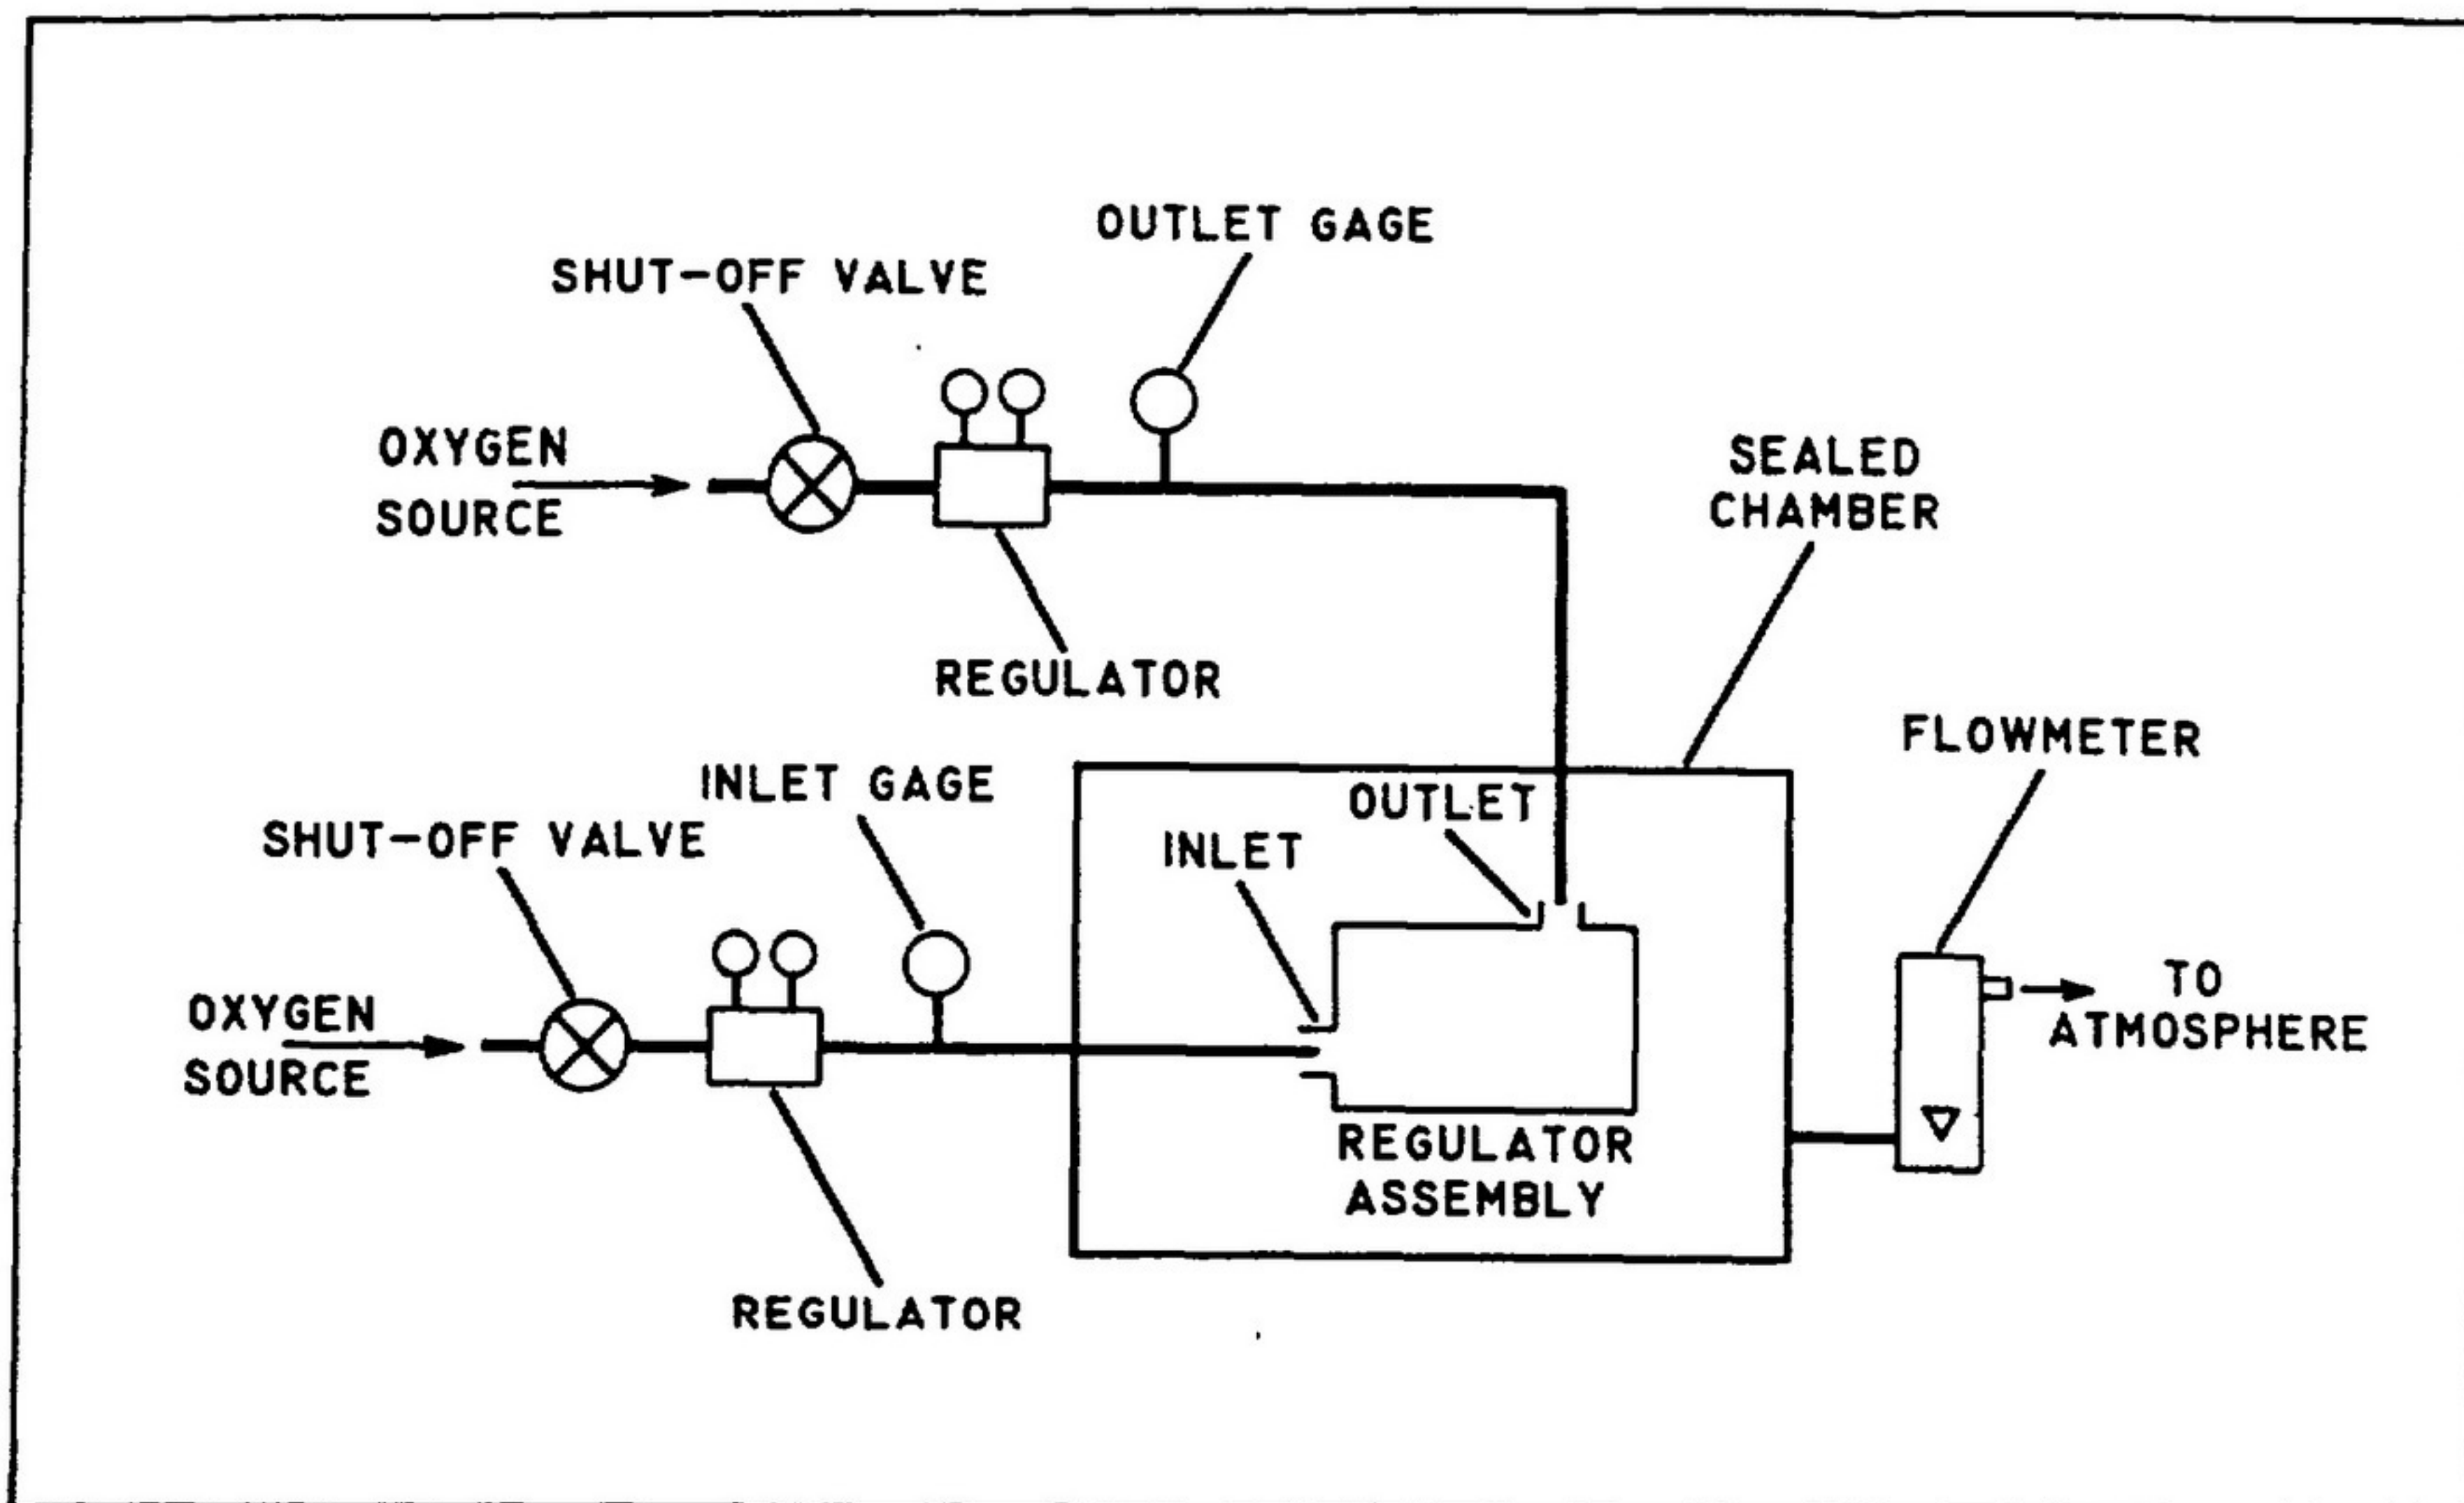 OUTLET GAGE
SHUT-OFF VALVE
OXYGEN
SOURCE
SEALED
CHAMBER
REGULATOR
FLOWMETER
INLET GAGE
OUTLET
SHUT-OFF VALVE
INLET
OXYGEN
SOURCE
TO
ATMOSPHERE
REGULATOR
ASSEMBLY
REGULATOR